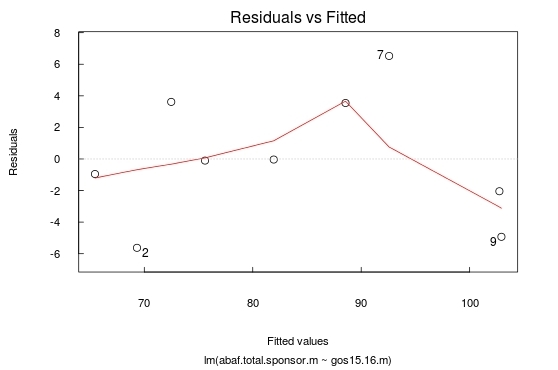 Residuals vs Fitted
8
6
4
2
0
-2
-4
-6
Residuals
7
2
9
70 80 90 100
Fitted values
lm(abaf.total.sponsor.m ~ gos15.16.m)